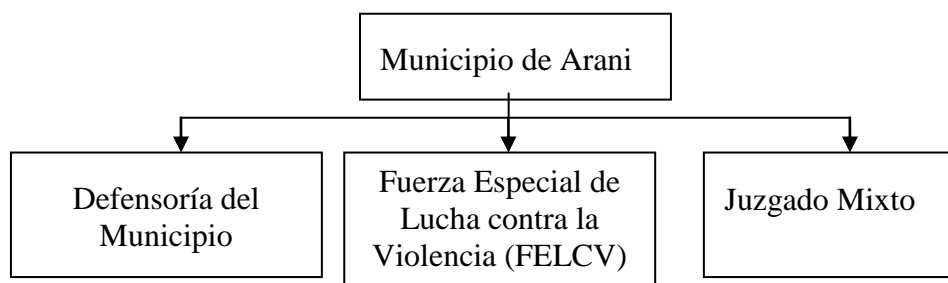 Municipio de Arani
Defensoría del
Municipio
Fuerza Especial de
Lucha contra la
Violencia (FELCV)
Juzgado Mixto